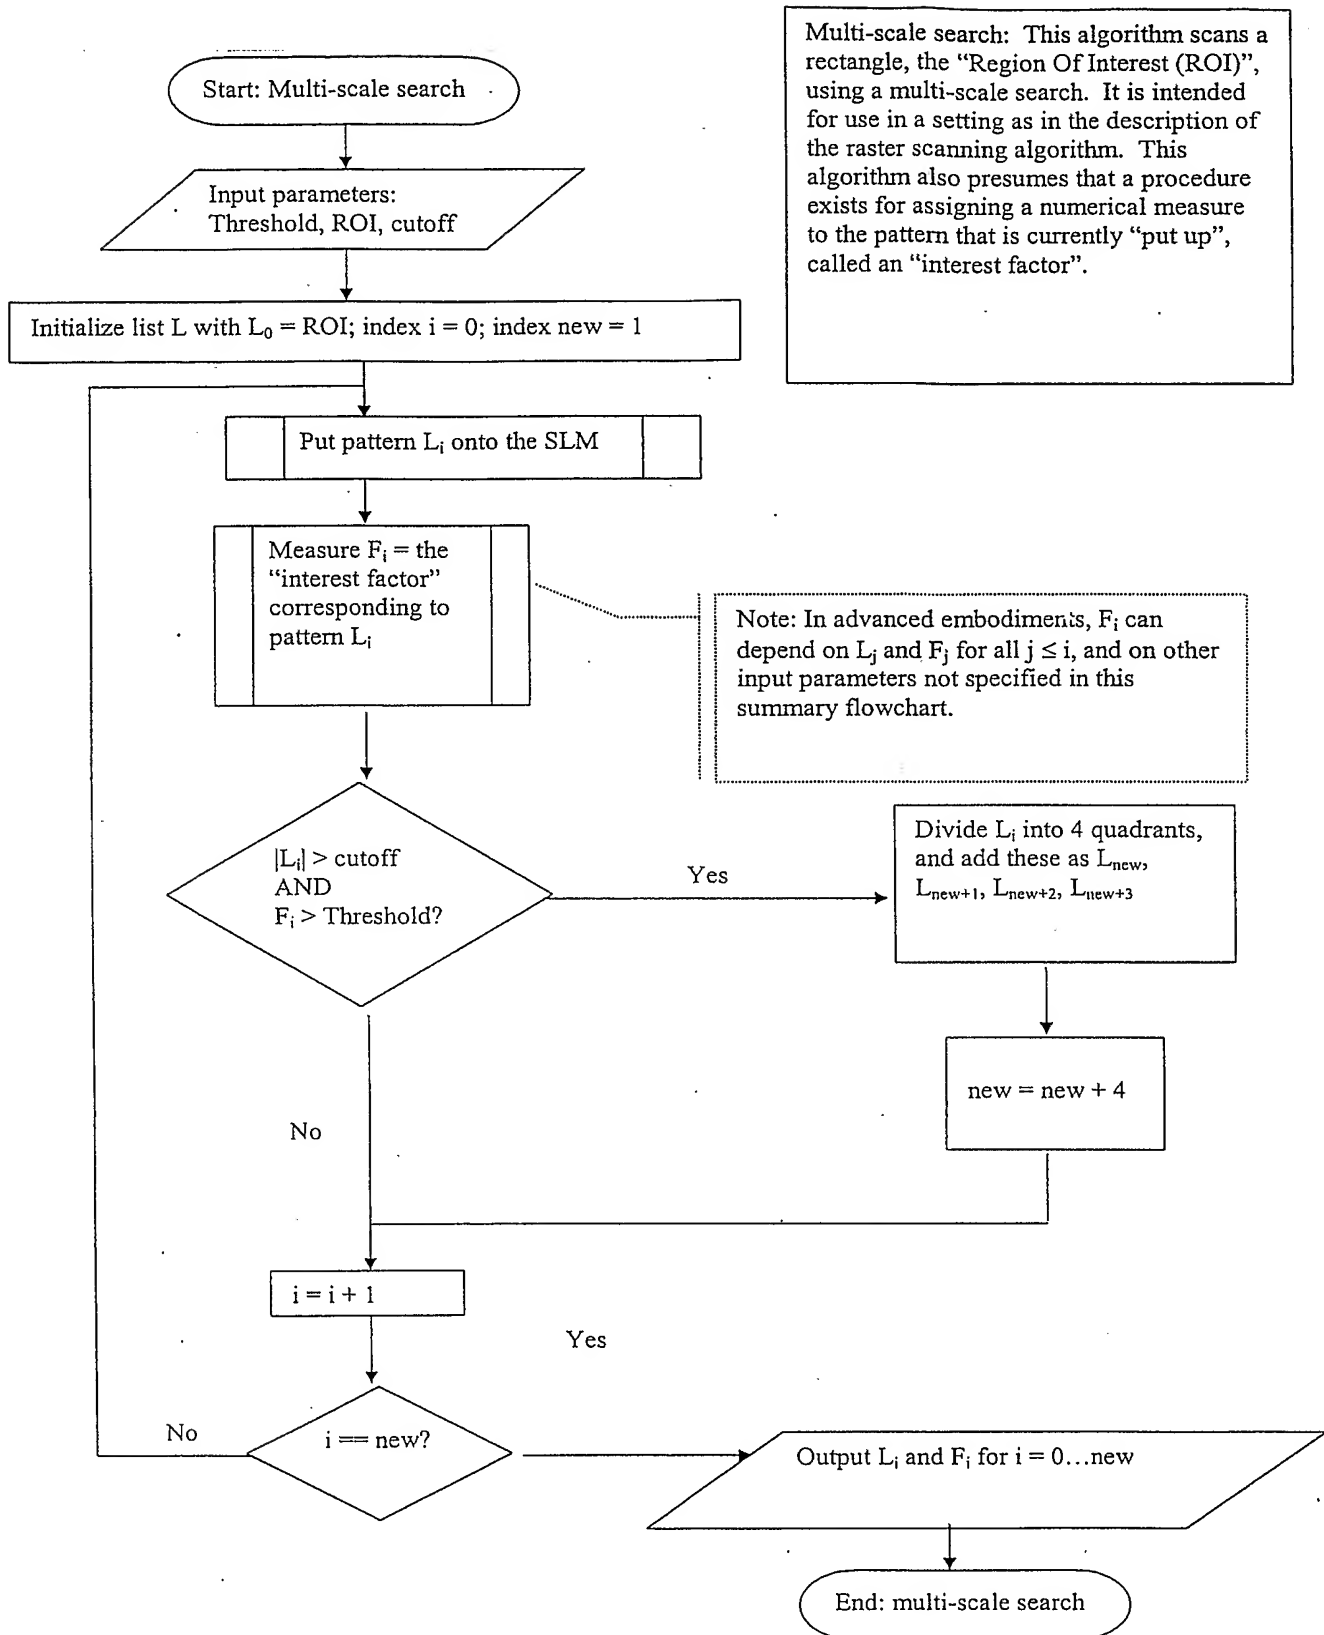 Start: Multi-scale search
Input parameters:
Threshold, ROI, cutoff
Initialize list L with L₀ = ROI; index i = 0; index new = 1
Put pattern Lᵢ onto the SLM
Measure Fᵢ = the
“interest factor”
corresponding to
pattern Lᵢ
|Lᵢ| > cutoff
AND
Fᵢ > Threshold?
Yes
No
i = i + 1
Yes
i == new?
No
Multi-scale search: This algorithm scans a
rectangle, the “Region Of Interest (ROI)”,
using a multi-scale search. It is intended
for use in a setting as in the description of
the raster scanning algorithm. This
algorithm also presumes that a procedure
exists for assigning a numerical measure
to the pattern that is currently “put up”,
called an “interest factor”.
Note: In advanced embodiments, Fᵢ can
depend on Lⱼ and Fⱼ for all j ≤ i, and on other
input parameters not specified in this
summary flowchart.
Divide Lᵢ into 4 quadrants,
and add these as Lnew,
Lnew+1, Lnew+2, Lnew+3
new = new + 4
Output Lᵢ and Fᵢ for i = 0…new
End: multi-scale search